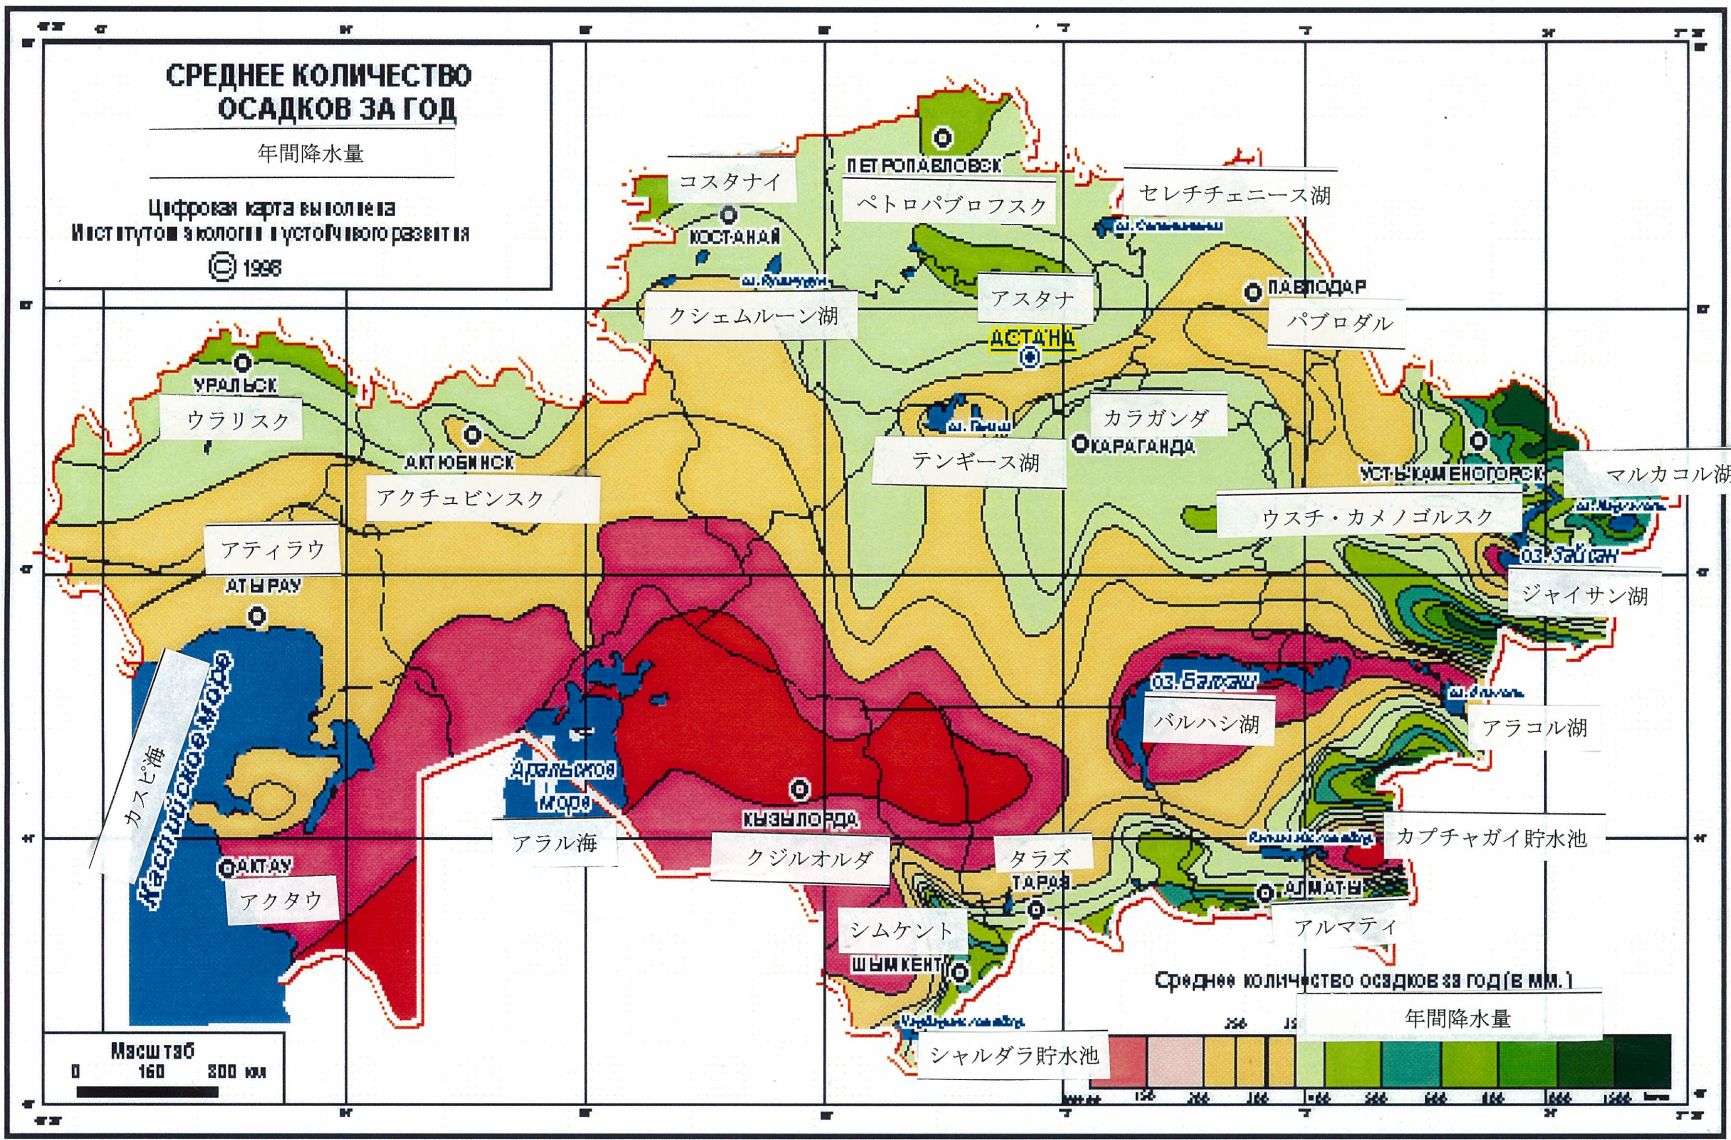 СРЕДНЕЕ КОЛИЧЕСТВО
ОСАДКОВ ЗА ГОД
年間降水量
Цифровая карта выполнена
Институтом экологии и устойчивого развития
© 1998
コスタナイ
КОСТАНАЙ
ПЕТРОПАВЛОВСК
ペトロパブロフスク
セレチチェニース湖
クシェムルーン湖
アスタナ
АСТАНА
ПАВЛОДАР
パブロダル
УРАЛЬСК
ウラリスク
АКТЮБИНСК
アクチュビンスク
テンギース湖
カラガンダ
КАРАГАНДА
УСТЬ-КАМЕНОГОРСК
ウスチ・カメノゴルスク
マルカコル湖
оз. Зайсан
ジャイサン湖
アティラウ
АТЫРАУ
Каспийское море
カスピ海
АКТАУ
アクタウ
Аральское
море
アラル海
КЫЗЫЛОРДА
クジルオルダ
оз. Балхаш
バルハシ湖
アラコル湖
カプチャガイ貯水池
タラズ
ТАРАЗ
АЛМАТЫ
アルマティ
シムケント
ШЫМКЕНТ
シャルダラ貯水池
Среднее количество осадков за год (в мм.)
年間降水量
Масштаб
0